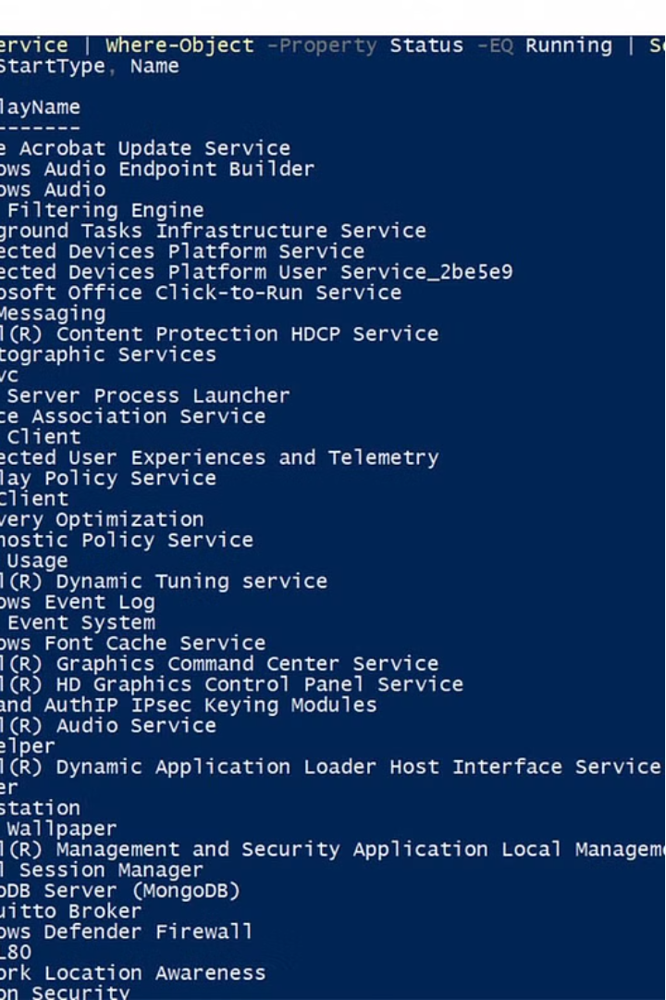 ervice | Where-Object -Property Status -EQ Running | Se
StartType, Name
layName
-------
e Acrobat Update Service
ows Audio Endpoint Builder
ows Audio
Filtering Engine
ground Tasks Infrastructure Service
ected Devices Platform Service
ected Devices Platform User Service_2be5e9
osoft Office Click-to-Run Service
Messaging
l(R) Content Protection HDCP Service
tographic Services
vc
Server Process Launcher
ce Association Service
Client
ected User Experiences and Telemetry
lay Policy Service
Client
very Optimization
nostic Policy Service
Usage
l(R) Dynamic Tuning service
ows Event Log
Event System
ows Font Cache Service
l(R) Graphics Command Center Service
l(R) HD Graphics Control Panel Service
and AuthIP IPsec Keying Modules
l(R) Audio Service
elper
l(R) Dynamic Application Loader Host Interface Service
er
station
Wallpaper
l(R) Management and Security Application Local Manageme
l Session Manager
oDB Server (MongoDB)
uitto Broker
ows Defender Firewall
L80
ork Location Awareness
on Security